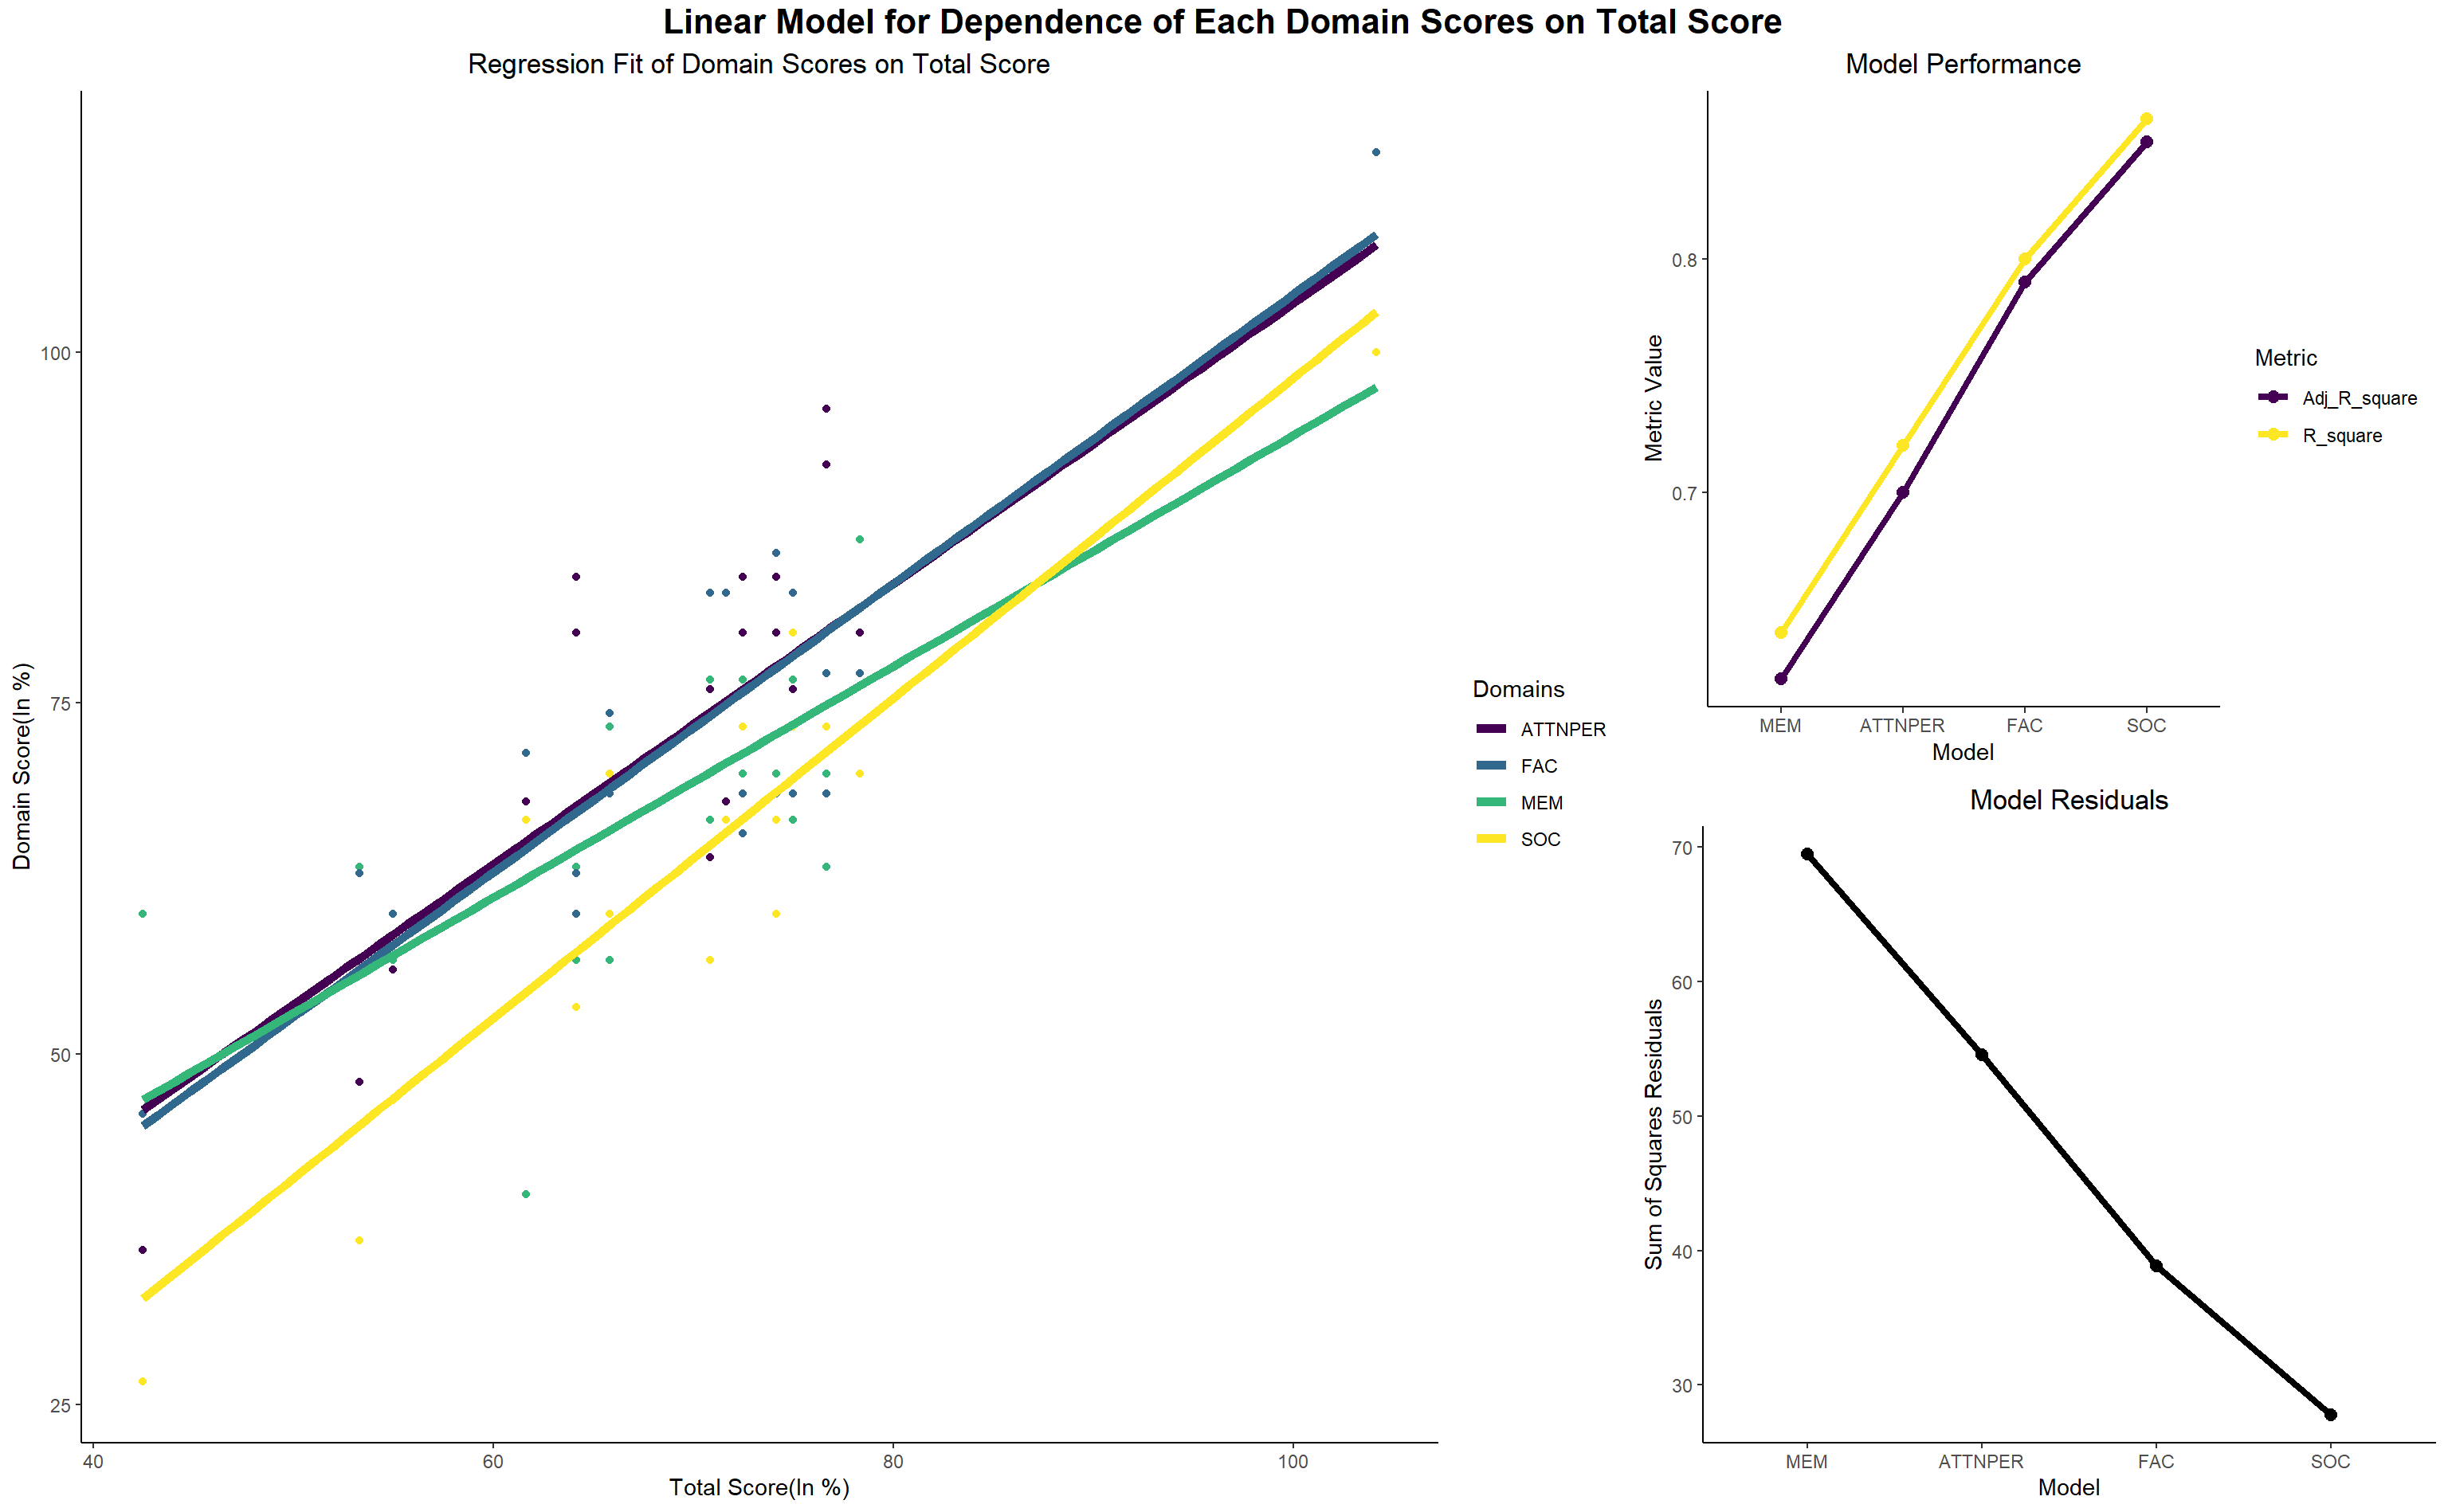 Linear Model for Dependence of Each Domain Scores on Total Score
Regression Fit of Domain Scores on Total Score
Domain Score(In %)
100
75
50
25
40
60
80
100
Total Score(In %)
Domains
ATTNPER
FAC
MEM
SOC
Model Performance
Metric Value
0.8
0.7
MEM
ATTNPER
FAC
SOC
Model
Metric
Adj_R_square
R_square
Model Residuals
Sum of Squares Residuals
70
60
50
40
30
MEM
ATTNPER
FAC
SOC
Model